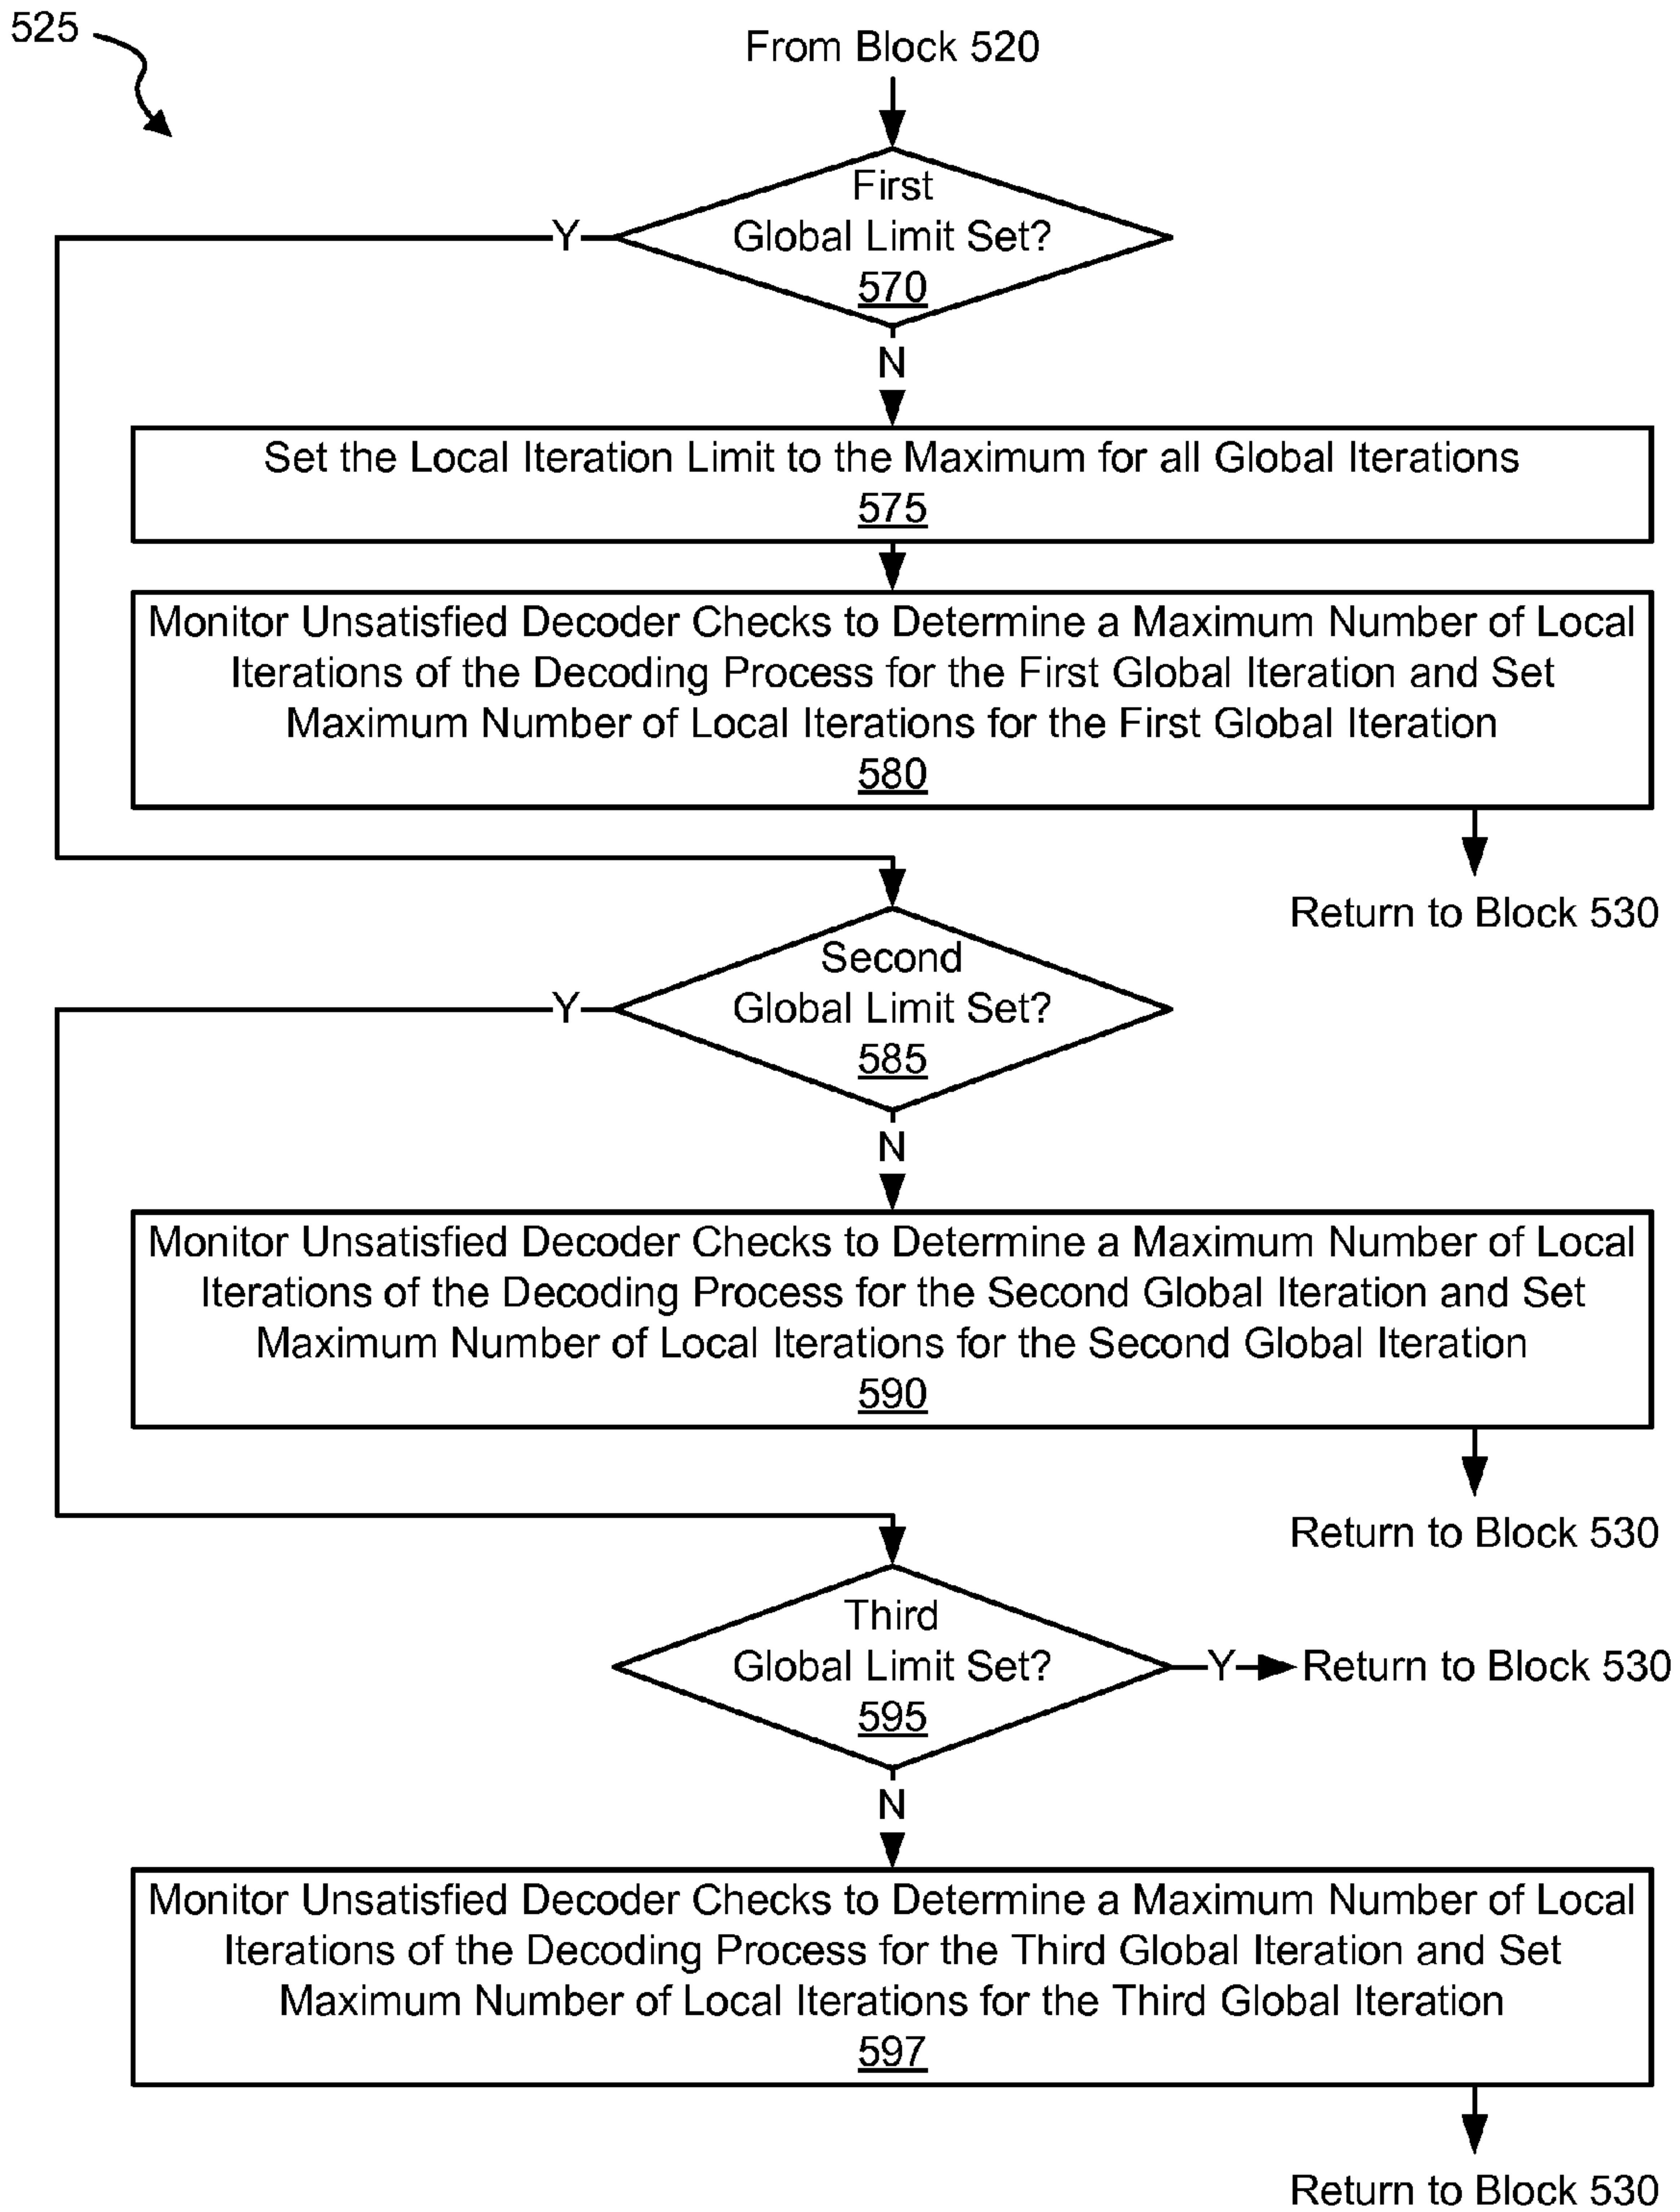 525
From Block 520
First
Global Limit Set?
570
Y
N
Set the Local Iteration Limit to the Maximum for all Global Iterations
575
Monitor Unsatisfied Decoder Checks to Determine a Maximum Number of Local
Iterations of the Decoding Process for the First Global Iteration and Set
Maximum Number of Local Iterations for the First Global Iteration
580
Return to Block 530
Second
Global Limit Set?
585
Y
N
Monitor Unsatisfied Decoder Checks to Determine a Maximum Number of Local
Iterations of the Decoding Process for the Second Global Iteration and Set
Maximum Number of Local Iterations for the Second Global Iteration
590
Return to Block 530
Third
Global Limit Set?
595
Y
Return to Block 530
N
Monitor Unsatisfied Decoder Checks to Determine a Maximum Number of Local
Iterations of the Decoding Process for the Third Global Iteration and Set
Maximum Number of Local Iterations for the Third Global Iteration
597
Return to Block 530